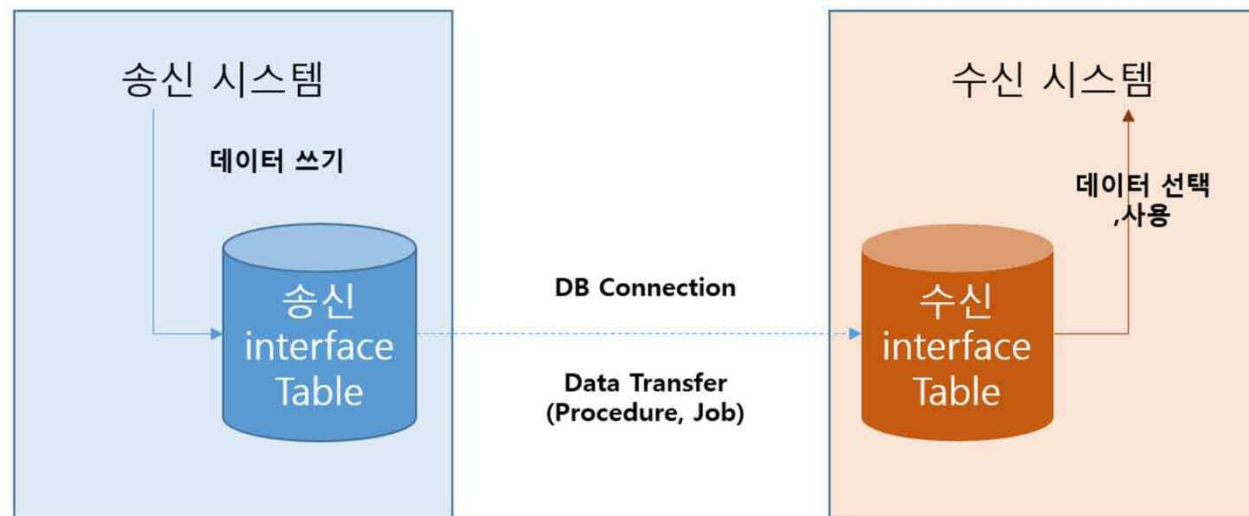 송신 시스템
수신 시스템
데이터 쓰기
데이터 선택
,사용
송신
interface
Table
DB Connection
Data Transfer
(Procedure, Job)
수신
interface
Table